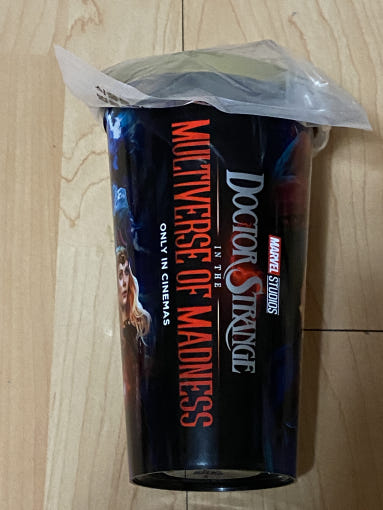 MARVEL STUDIOS
DOCTOR STRANGE
IN THE
MULTIVERSE OF MADNESS
ONLY IN CINEMAS